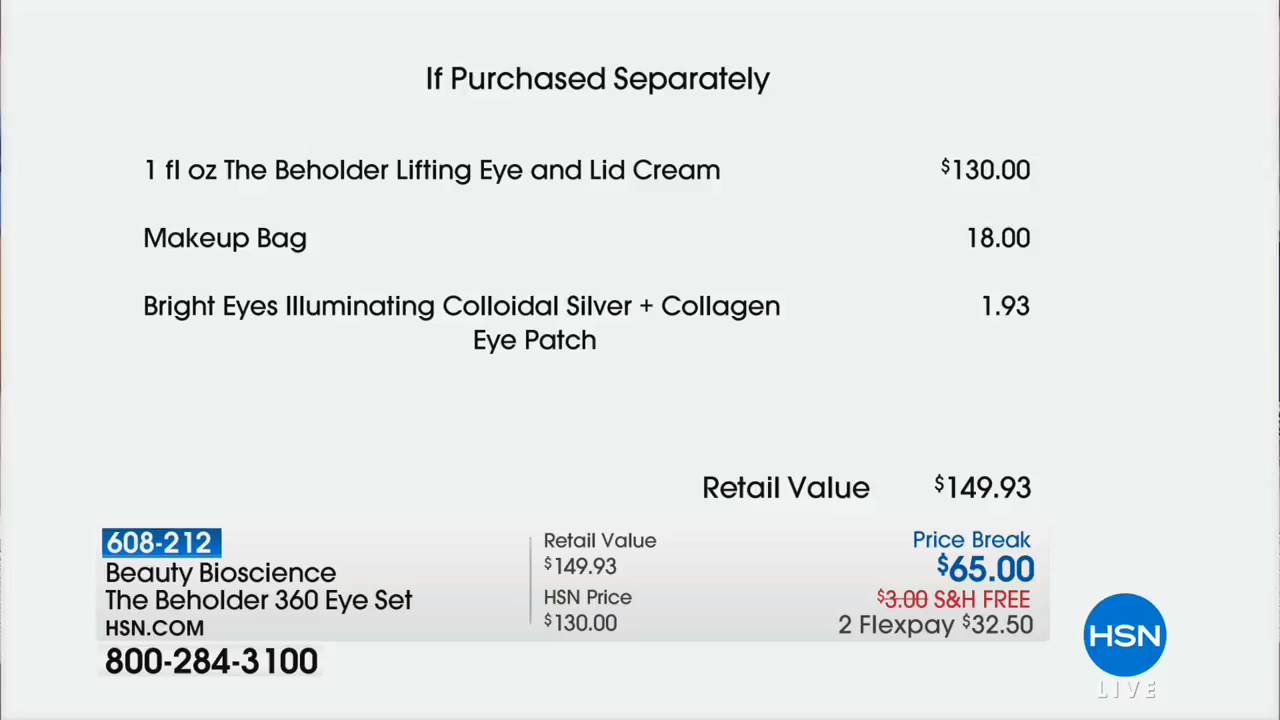 If Purchased Separately
1 fl oz The Beholder Lifting Eye and Lid Cream $130.00
Makeup Bag 18.00
Bright Eyes Illuminating Colloidal Silver + Collagen 1.93
Eye Patch
Retail Value $149.93
608-212
Beauty Bioscience
The Beholder 360 Eye Set
HSN.COM
800-284-3100
Retail Value
$149.93
HSN Price
$130.00
Price Break
$65.00
$3.00 S&H FREE
2 Flexpay $32.50
HSN
LIVE